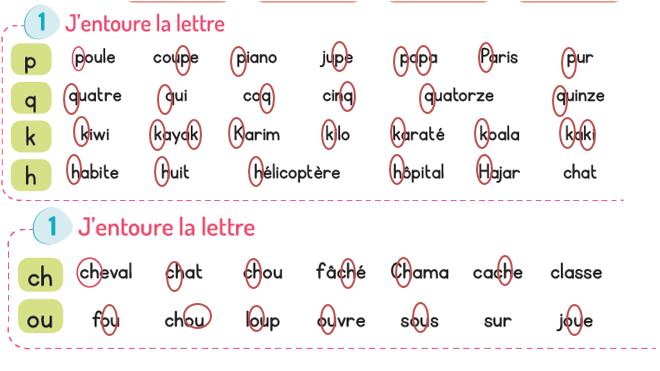 1 J'entoure la lettre
p poule coupe piano jupe papa Paris pur
q quatre qui coq cinq quatorze quinze
k kiwi kayak Karim kilo karaté koala kaki
h habite huit hélicoptère hôpital Hajar chat
1 J'entoure la lettre
ch cheval chat chou fâché Chama cache classe
ou fou chou loup ouvre sous sur joue